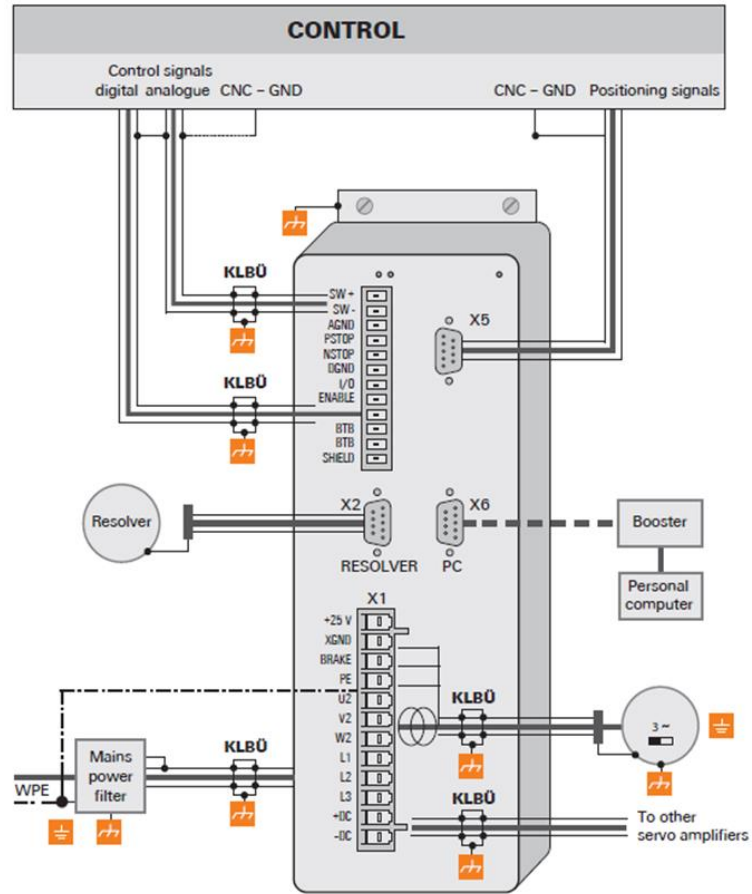 CONTROL
Control signals
digital analogue CNC – GND
CNC – GND Positioning signals
KLBÜ
SW +
SW -
AGND
PSTOP
NSTOP
DGND
I/O
ENABLE
BTB
BTB
SHIELD
X5
KLBÜ
Resolver
X2
RESOLVER
X6
PC
Booster
Personal
computer
X1
+25 V
XGND
BRAKE
PE
U2
V2
W2
L1
L2
L3
+DC
-DC
KLBÜ
3 ~
Mains
power
filter
WPE
KLBÜ
KLBÜ
To other
servo amplifiers